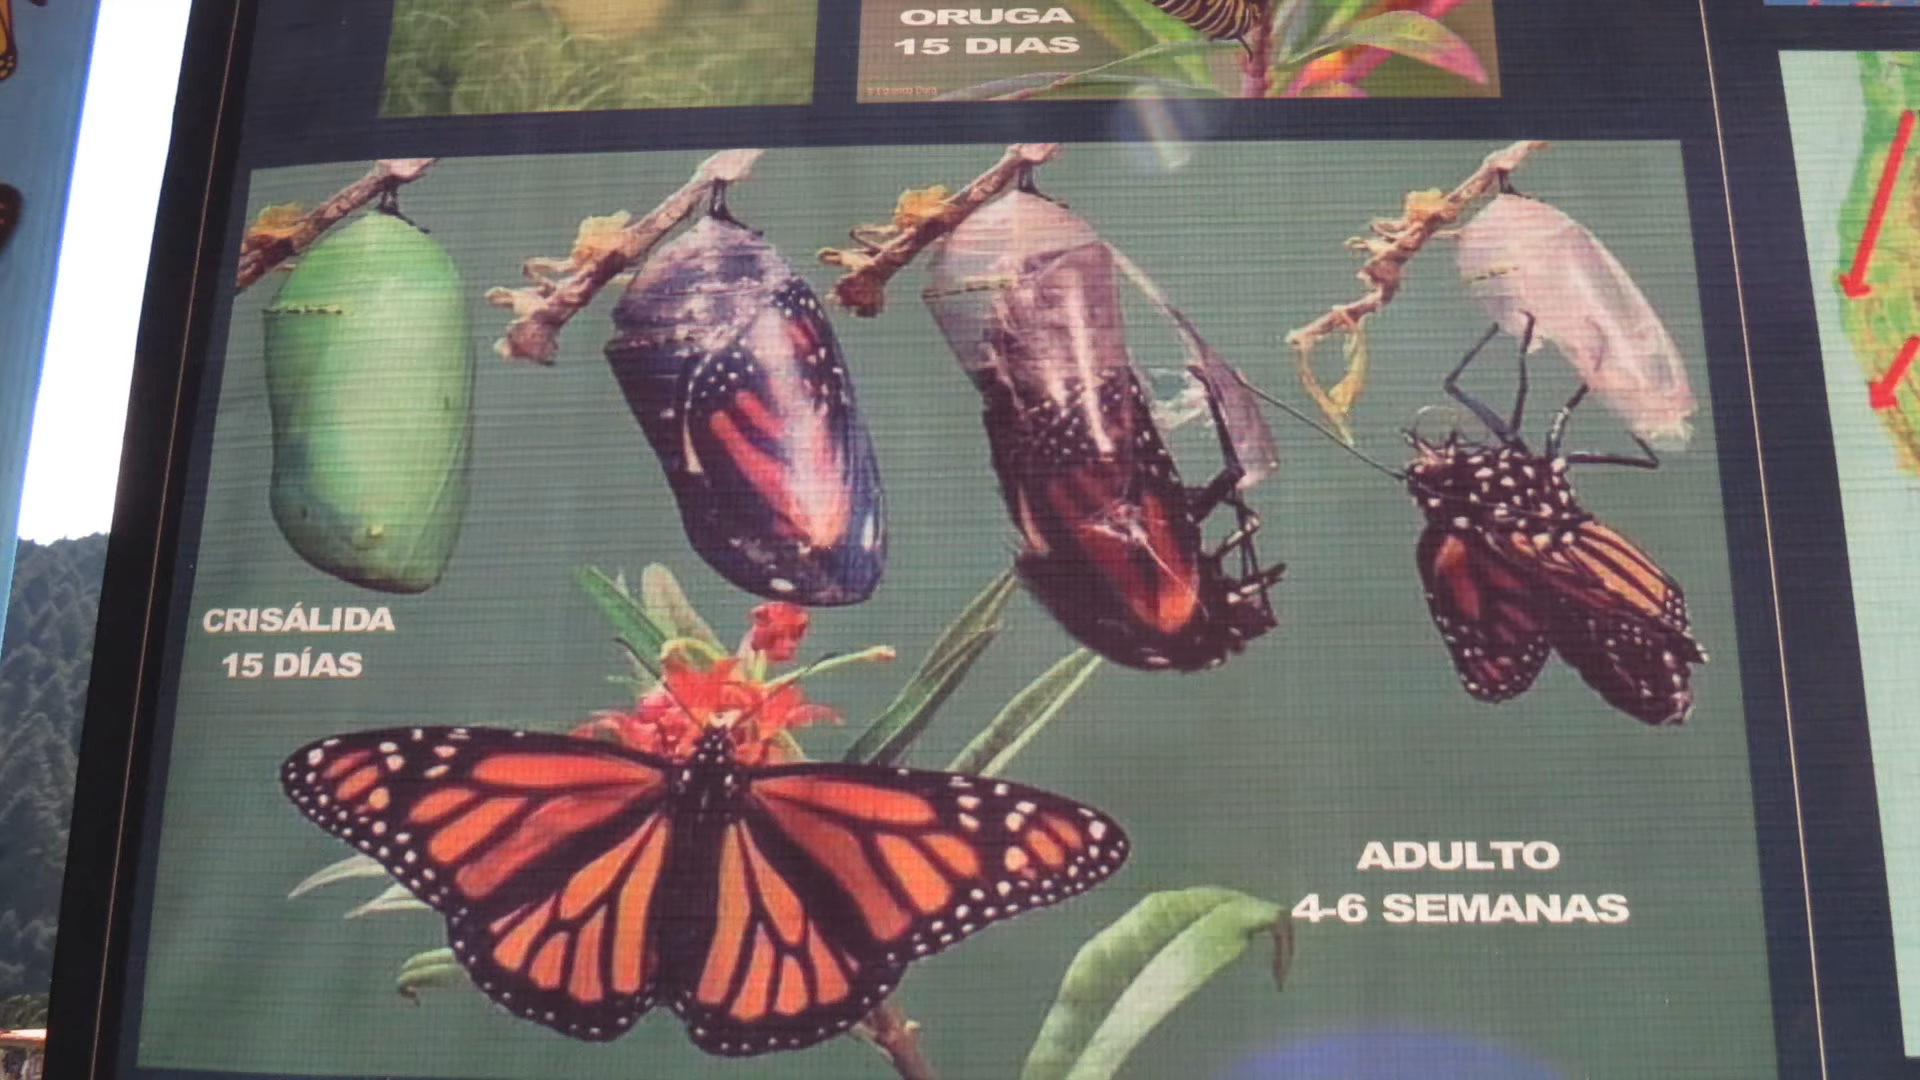 ORUGA
15 DIAS
CRISÁLIDA
15 DÍAS
ADULTO
4-6 SEMANAS